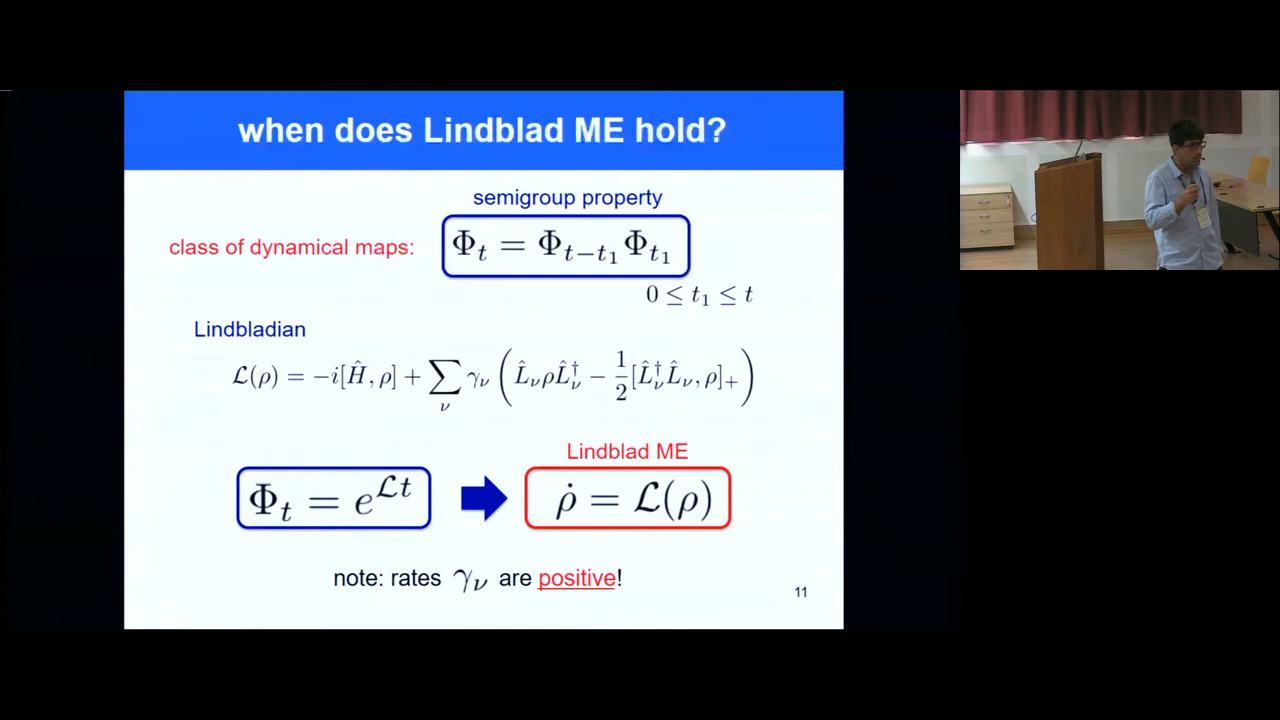 when does Lindblad ME hold?
semigroup property
class of dynamical maps: Φ_t = Φ_{t−t_1} Φ_{t_1}
0 ≤ t_1 ≤ t
Lindbladian
ℒ(ρ) = −i[Ĥ, ρ] + ∑_ν γ_ν ( L̂_ν ρ L̂_ν^† − 1/2 [L̂_ν^† L̂_ν, ρ]_+ )
Lindblad ME
Φ_t = e^{ℒt} ρ̇ = ℒ(ρ)
note: rates γ_ν are positive!
11